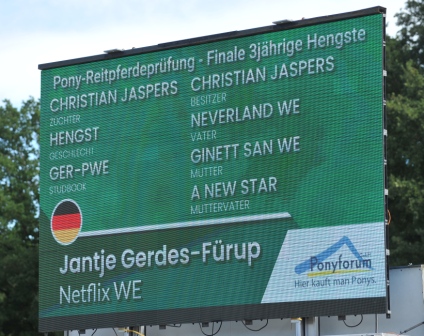 Pony-Reitpferdeprüfung - Finale 3jährige Hengste
CHRISTIAN JASPERS
ZÜCHTER
HENGST
GESCHLECHT
GER-PWE
STUDBOOK
CHRISTIAN JASPERS
BESITZER
NEVERLAND WE
VATER
GINETT SAN WE
MUTTER
A NEW STAR
MUTTERVATER
Jantje Gerdes-Fürup
Netflix WE
Ponyforum
Hier kauft man Ponys.